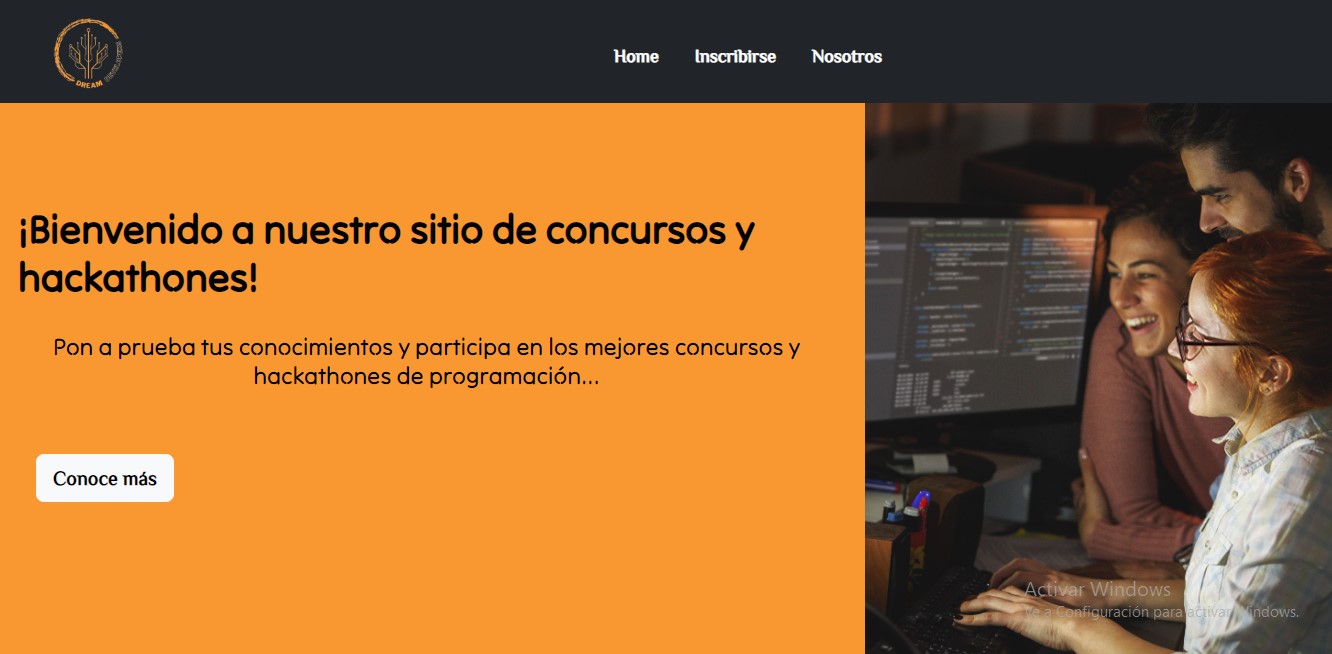 DREAM
Home Inscribirse Nosotros
¡Bienvenido a nuestro sitio de concursos y
hackathones!
Pon a prueba tus conocimientos y participa en los mejores concursos y
hackathones de programación...
Conoce más
Activar Windows
Ve a Configuración para activar Windows.